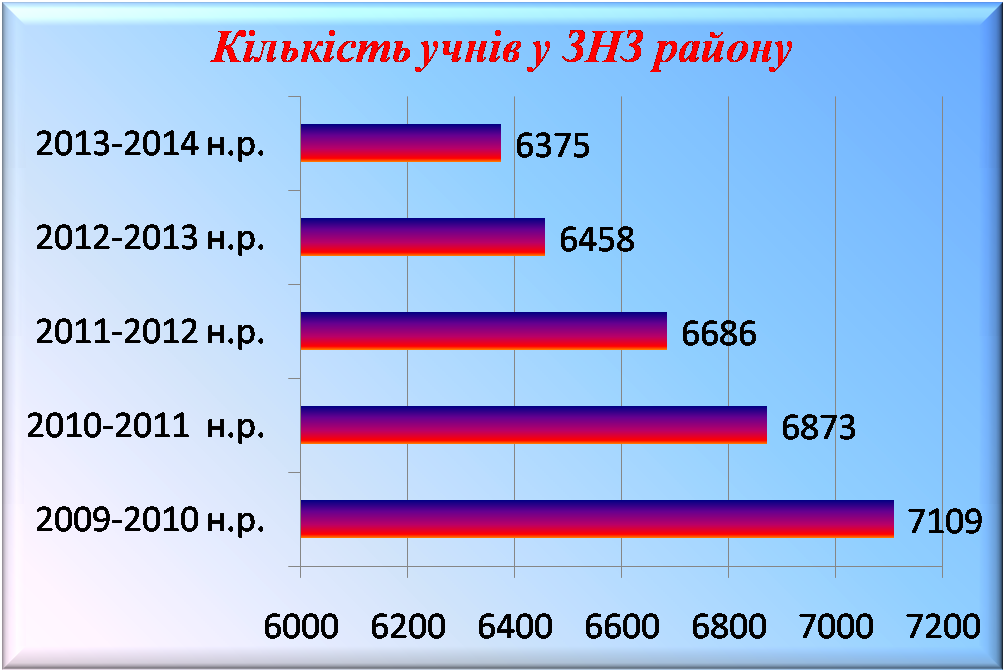 Кількість учнів у ЗНЗ району
2013-2014 н.р.
6375
2012-2013 н.р.
6458
2011-2012 н.р.
6686
2010-2011 н.р.
6873
2009-2010 н.р.
7109
6000 6200 6400 6600 6800 7000 7200